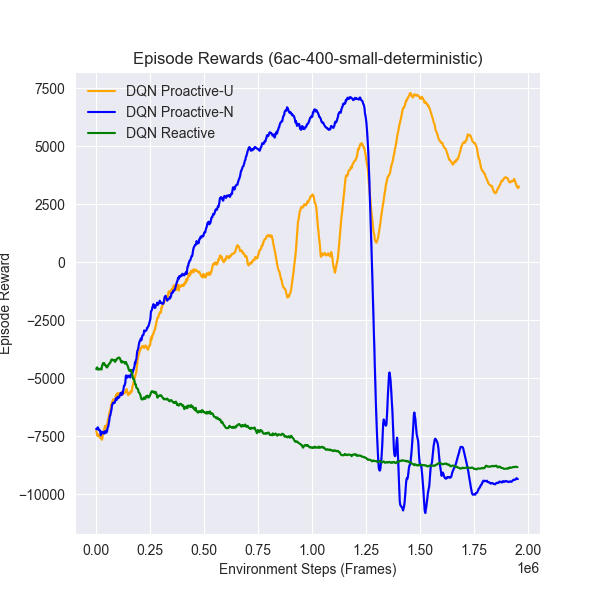 Episode Rewards (6ac-400-small-deterministic)
DQN Proactive-U
DQN Proactive-N
DQN Reactive
Episode Reward
7500
5000
2500
0
−2500
−5000
−7500
−10000
0.00 0.25 0.50 0.75 1.00 1.25 1.50 1.75 2.00
1e6
Environment Steps (Frames)